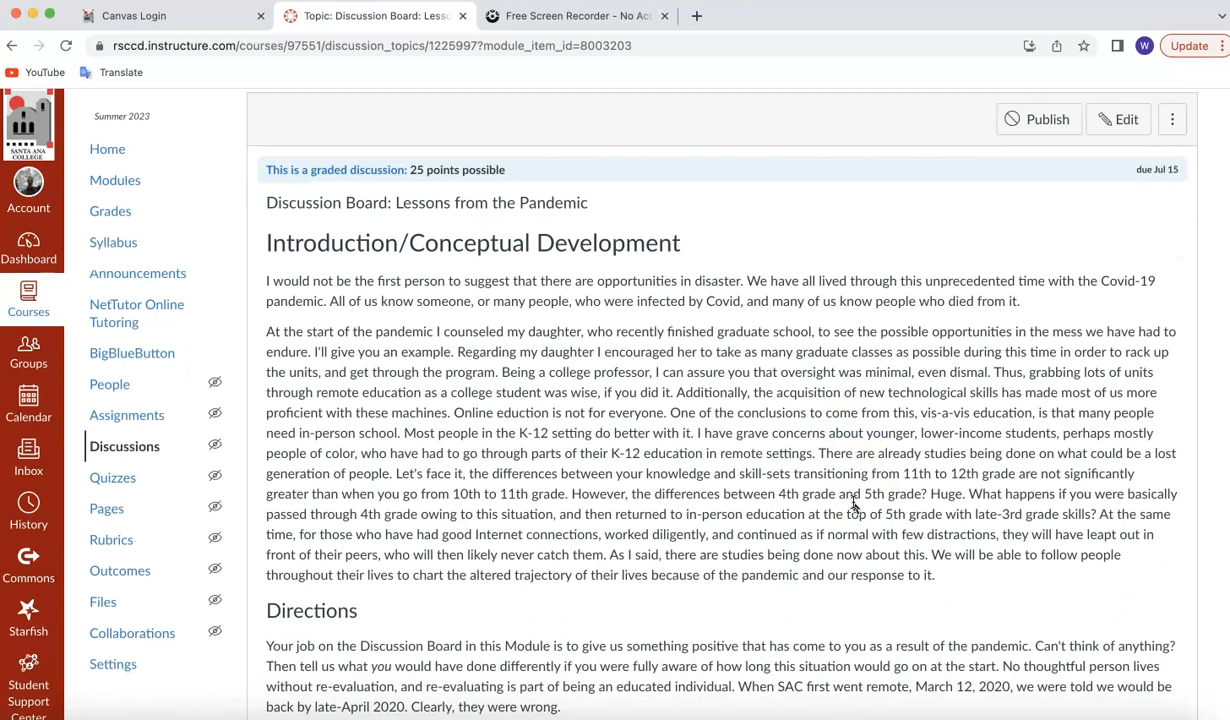 Canvas Login
Topic: Discussion Board: Lesso
Free Screen Recorder - No Acc
rsccd.instructure.com/courses/97551/discussion_topics/1225997?module_item_id=8003203
W
Update
YouTube
Translate
SANTA ANA
COLLEGE
Account
Dashboard
Courses
Groups
Calendar
Inbox
History
Commons
Starfish
Student
Support
Center
Summer 2023
Home
Modules
Grades
Syllabus
Announcements
NetTutor Online
Tutoring
BigBlueButton
People
Assignments
Discussions
Quizzes
Pages
Rubrics
Outcomes
Files
Collaborations
Settings
Publish
Edit
This is a graded discussion: 25 points possible
due Jul 15
Discussion Board: Lessons from the Pandemic
Introduction/Conceptual Development
I would not be the first person to suggest that there are opportunities in disaster. We have all lived through this unprecedented time with the Covid-19
pandemic. All of us know someone, or many people, who were infected by Covid, and many of us know people who died from it.
At the start of the pandemic I counseled my daughter, who recently finished graduate school, to see the possible opportunities in the mess we have had to
endure. I'll give you an example. Regarding my daughter I encouraged her to take as many graduate classes as possible during this time in order to rack up
the units, and get through the program. Being a college professor, I can assure you that oversight was minimal, even dismal. Thus, grabbing lots of units
through remote education as a college student was wise, if you did it. Additionally, the acquisition of new technological skills has made most of us more
proficient with these machines. Online eduction is not for everyone. One of the conclusions to come from this, vis-a-vis education, is that many people
need in-person school. Most people in the K-12 setting do better with it. I have grave concerns about younger, lower-income students, perhaps mostly
people of color, who have had to go through parts of their K-12 education in remote settings. There are already studies being done on what could be a lost
generation of people. Let's face it, the differences between your knowledge and skill-sets transitioning from 11th to 12th grade are not significantly
greater than when you go from 10th to 11th grade. However, the differences between 4th grade and 5th grade? Huge. What happens if you were basically
passed through 4th grade owing to this situation, and then returned to in-person education at the top of 5th grade with late-3rd grade skills? At the same
time, for those who have had good Internet connections, worked diligently, and continued as if normal with few distractions, they will have leapt out in
front of their peers, who will then likely never catch them. As I said, there are studies being done now about this. We will be able to follow people
throughout their lives to chart the altered trajectory of their lives because of the pandemic and our response to it.
Directions
Your job on the Discussion Board in this Module is to give us something positive that has come to you as a result of the pandemic. Can't think of anything?
Then tell us what you would have done differently if you were fully aware of how long this situation would go on at the start. No thoughtful person lives
without re-evaluation, and re-evaluating is part of being an educated individual. When SAC first went remote, March 12, 2020, we were told we would be
back by late-April 2020. Clearly, they were wrong.